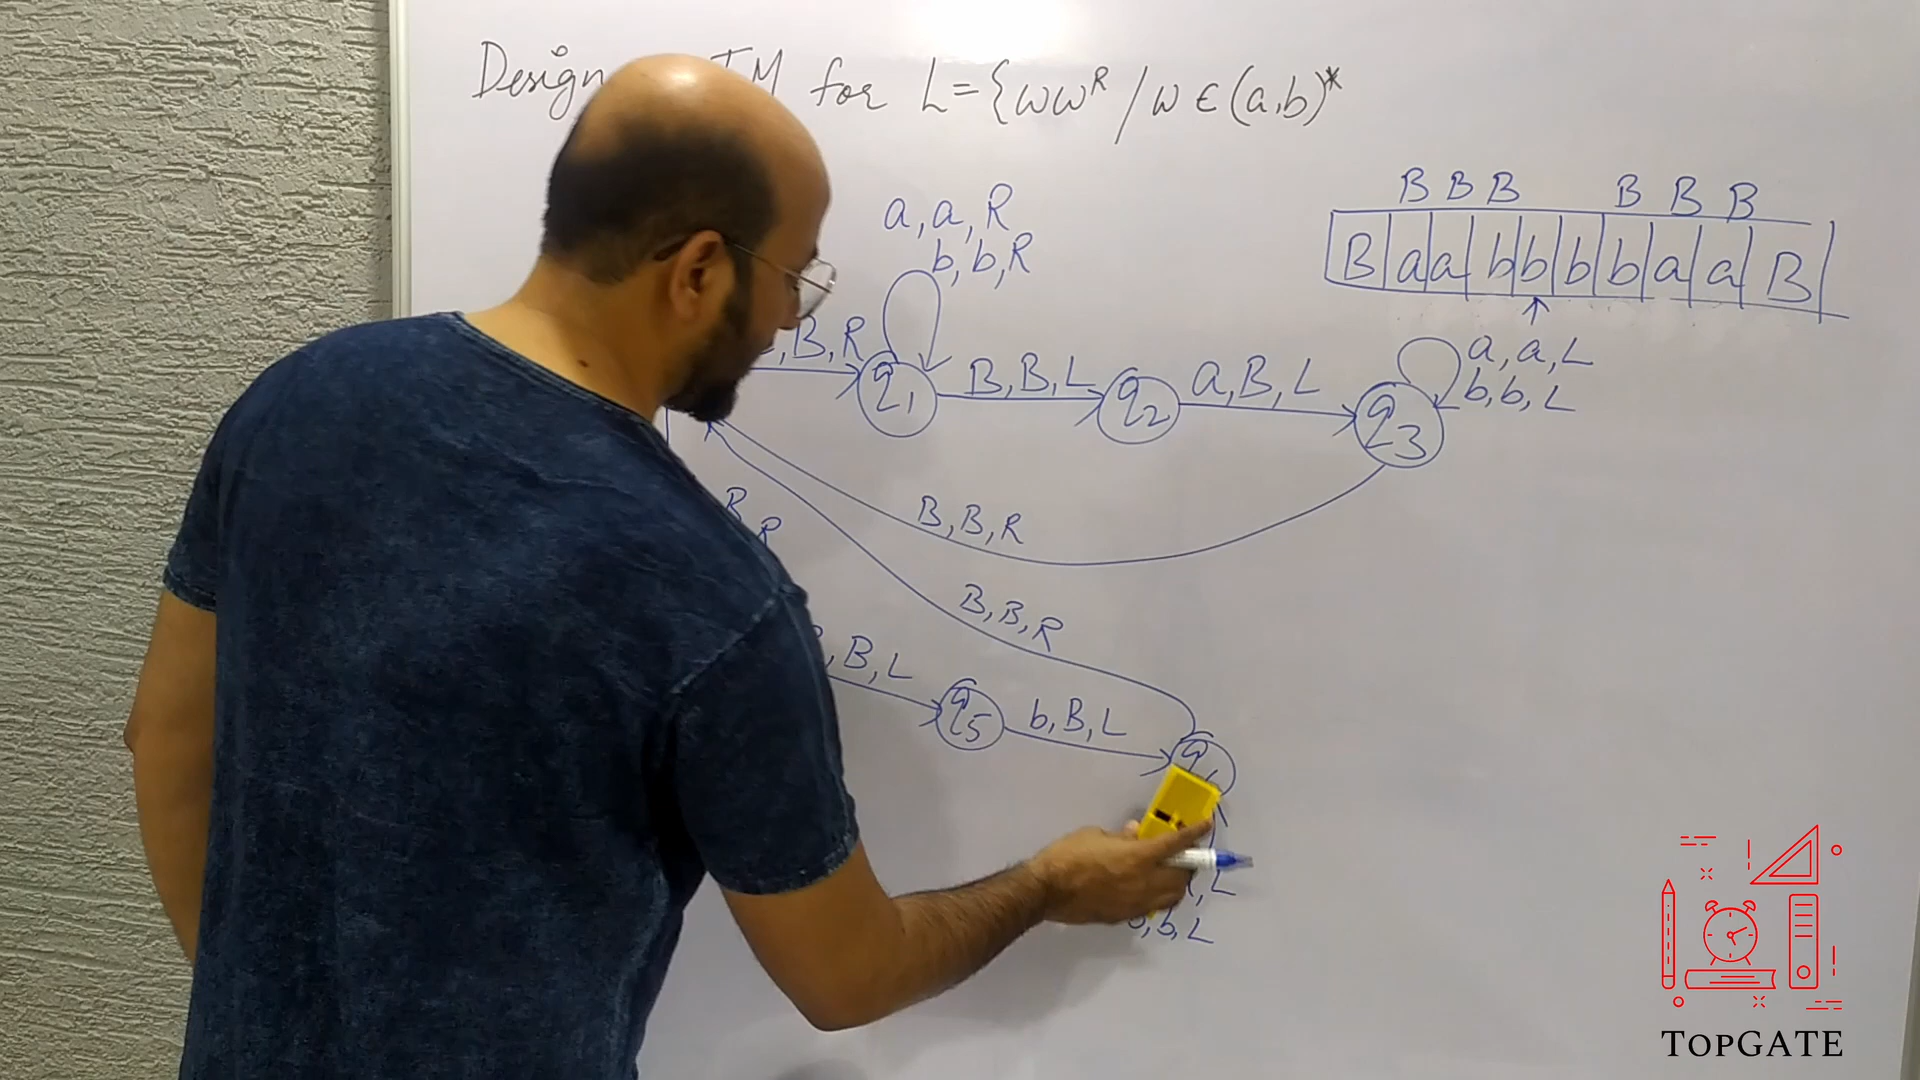 Design TM for L={ww^R / w ∈ (a,b)*
B B B B B B
B a a b b b b a a B
a, a, R
b, b, R
B, R
q1
B, B, L
q2
a, B, L
q3
a, a, L
b, b, L
B, B, R
R
B, B, R
B, L
q5
b, B, L
q
L
b, b, L
TOPGATE